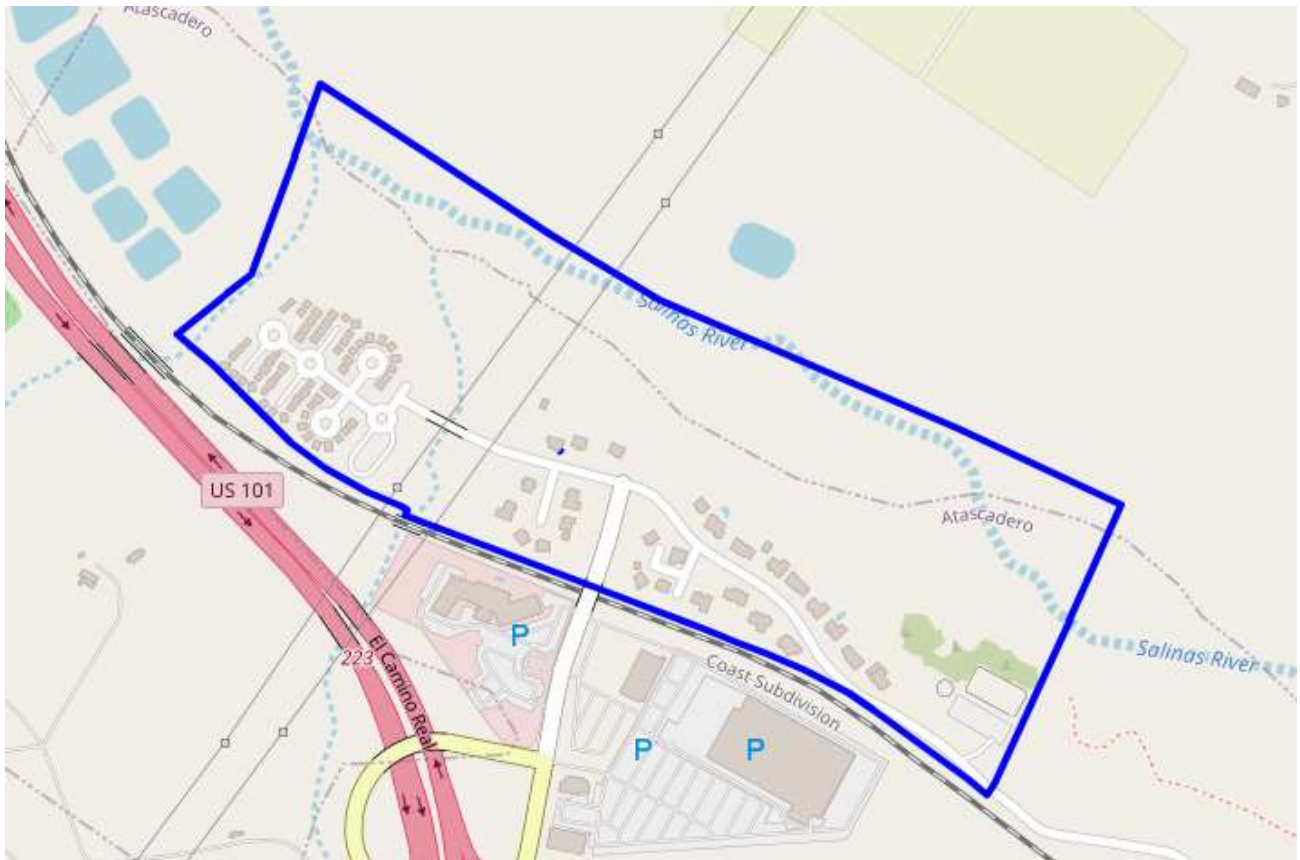 Atascadero
Salinas River
US 101
Atascadero
Salinas River
223
El Camino Real
P
Coast Subdivision
P
P